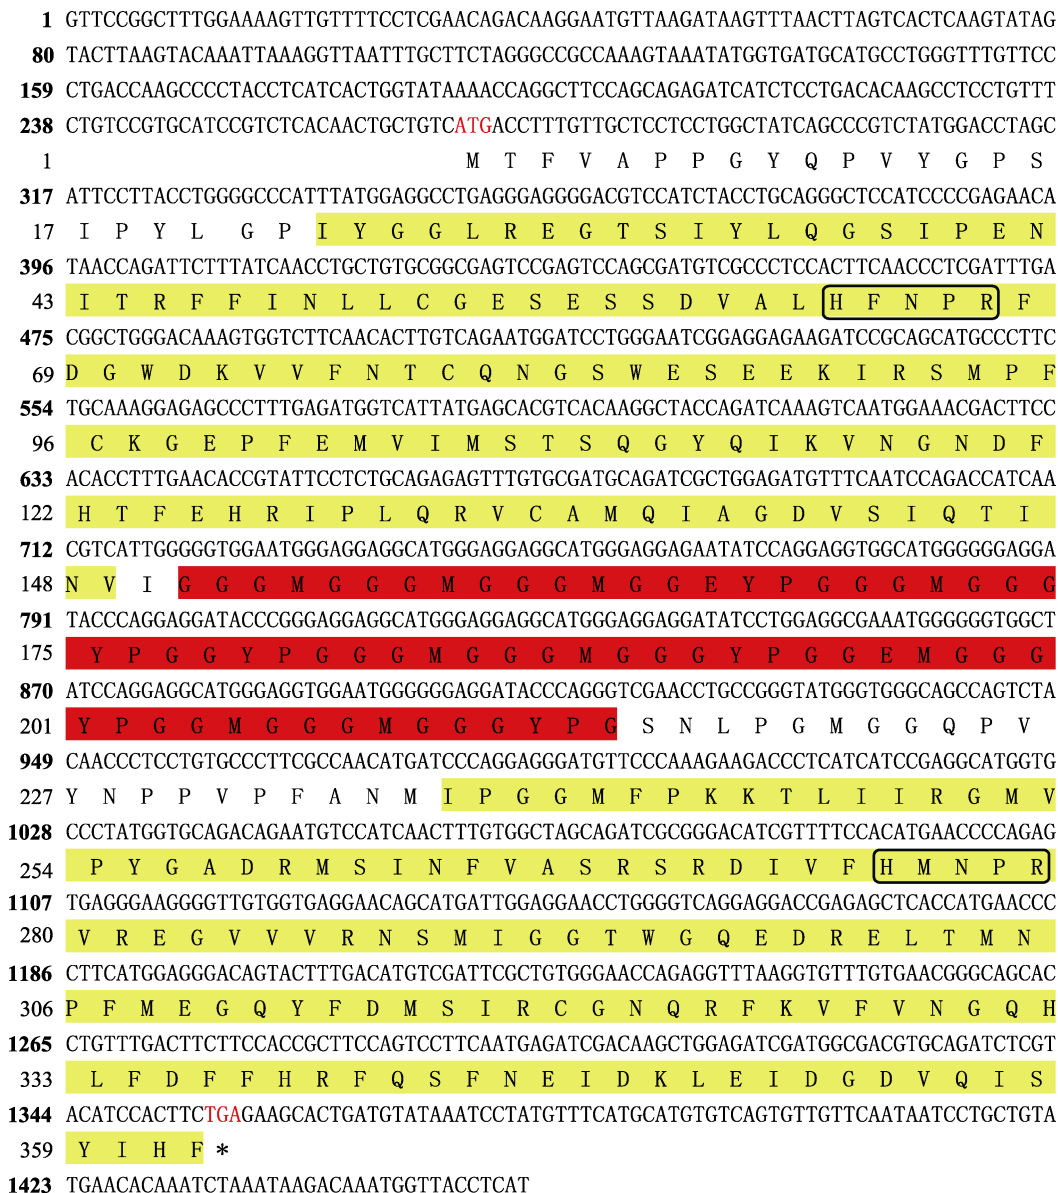 1 GTTCCGGCTTTGGAAAAGTTGTTTTCCTCGAACAGACAAGGAATGTTAAGATAAGTTTAACTTAGTCACTCAAGTATAG
80 TACTTAAGTACAAATTAAAGGTTAATTTGCTTCTAGGGCCGCCAAAGTAAATATGGTGATGCATGCCTGGGTTTGTTCC
159 CTGACCAAGCCCCTACCTCATCACTGGTATAAAACCAGGCTTCCAGCAGAGATCATCTCCTGACACAAGCCTCCTGTTT
238 CTGTCCGTGCATCCGTCTCACAACTGCTGTCATGACCTTTGTTGCTCCTCCTGGCTATCAGCCCGTCTATGGACCTAGC
1 M T F V A P P G Y Q P V Y G P S
317 ATTCCTTACCTGGGGCCCATTTATGGAGGCCTGAGGGAGGGGACGTCCATCTACCTGCAGGGCTCCATCCCCGAGAACA
17 I P Y L G P I Y G G L R E G T S I Y L Q G S I P E N
396 TAACCAGATTCTTTATCAACCTGCTGTGCGGCGAGTCCGAGTCCAGCGATGTCGCCCTCCACTTCAACCCTCGATTTGA
43 I T R F F I N L L C G E S E S S D V A L H F N P R F
475 CGGCTGGGACAAAGTGGTCTTCAACACTTGTCAGAATGGATCCTGGGAATCGGAGGAGAAGATCCGCAGCATGCCCTTC
69 D G W D K V V F N T C Q N G S W E S E E K I R S M P F
554 TGCAAAGGAGAGCCCTTTGAGATGGTCATTATGAGCACGTCACAAGGCTACCAGATCAAAGTCAATGGAAACGACTTCC
96 C K G E P F E M V I M S T S Q G Y Q I K V N G N D F
633 ACACCTTTGAACACCGTATTCCTCTGCAGAGAGTTTGTGCGATGCAGATCGCTGGAGATGTTTCAATCCAGACCATCAA
122 H T F E H R I P L Q R V C A M Q I A G D V S I Q T I
712 CGTCATTGGGGGTGGAATGGGAGGAGGCATGGGAGGAGGCATGGGAGGAGAATATCCAGGAGGTGGCATGGGGGGAGGA
148 N V I G G G M G G G M G G G M G G E Y P G G G M G G G
791 TACCCAGGAGGATACCCGGGAGGAGGCATGGGAGGAGGCATGGGAGGAGGATATCCTGGAGGCGAAATGGGGGGTGGCT
175 Y P G G Y P G G G M G G G M G G G Y P G G E M G G G
870 ATCCAGGAGGCATGGGAGGTGGAATGGGGGGAGGATACCCAGGGTCGAACCTGCCGGGTATGGGTGGGCAGCCAGTCTA
201 Y P G G M G G G M G G G Y P G S N L P G M G G Q P V
949 CAACCCTCCTGTGCCCTTCGCCAACATGATCCCAGGAGGGATGTTCCCAAAGAAGACCCTCATCATCCGAGGCATGGTG
227 Y N P P V P F A N M I P G G M F P K K T L I I R G M V
1028 CCCTATGGTGCAGACAGAATGTCCATCAACTTTGTGGCTAGCAGATCGCGGGACATCGTTTTCCACATGAACCCCAGAG
254 P Y G A D R M S I N F V A S R S R D I V F H M N P R
1107 TGAGGGAAGGGGTTGTGGTGAGGAACAGCATGATTGGAGGAACCTGGGGTCAGGAGGACCGAGAGCTCACCATGAACCC
280 V R E G V V V R N S M I G G T W G Q E D R E L T M N
1186 CTTCATGGAGGGACAGTACTTTGACATGTCGATTCGCTGTGGGAACCAGAGGTTTAAGGTGTTTGTGAACGGGCAGCAC
306 P F M E G Q Y F D M S I R C G N Q R F K V F V N G Q H
1265 CTGTTTGACTTCTTCCACCGCTTCCAGTCCTTCAATGAGATCGACAAGCTGGAGATCGATGGCGACGTGCAGATCTCGT
333 L F D F F H R F Q S F N E I D K L E I D G D V Q I S
1344 ACATCCACTTCTGAGAAGCACTGATGTATAAATCCTATGTTTCATGCATGTGTCAGTGTTGTTCAATAATCCTGCTGTA
359 Y I H F *
1423 TGAACACAAATCTAAATAAGACAAATGGTTACCTCAT